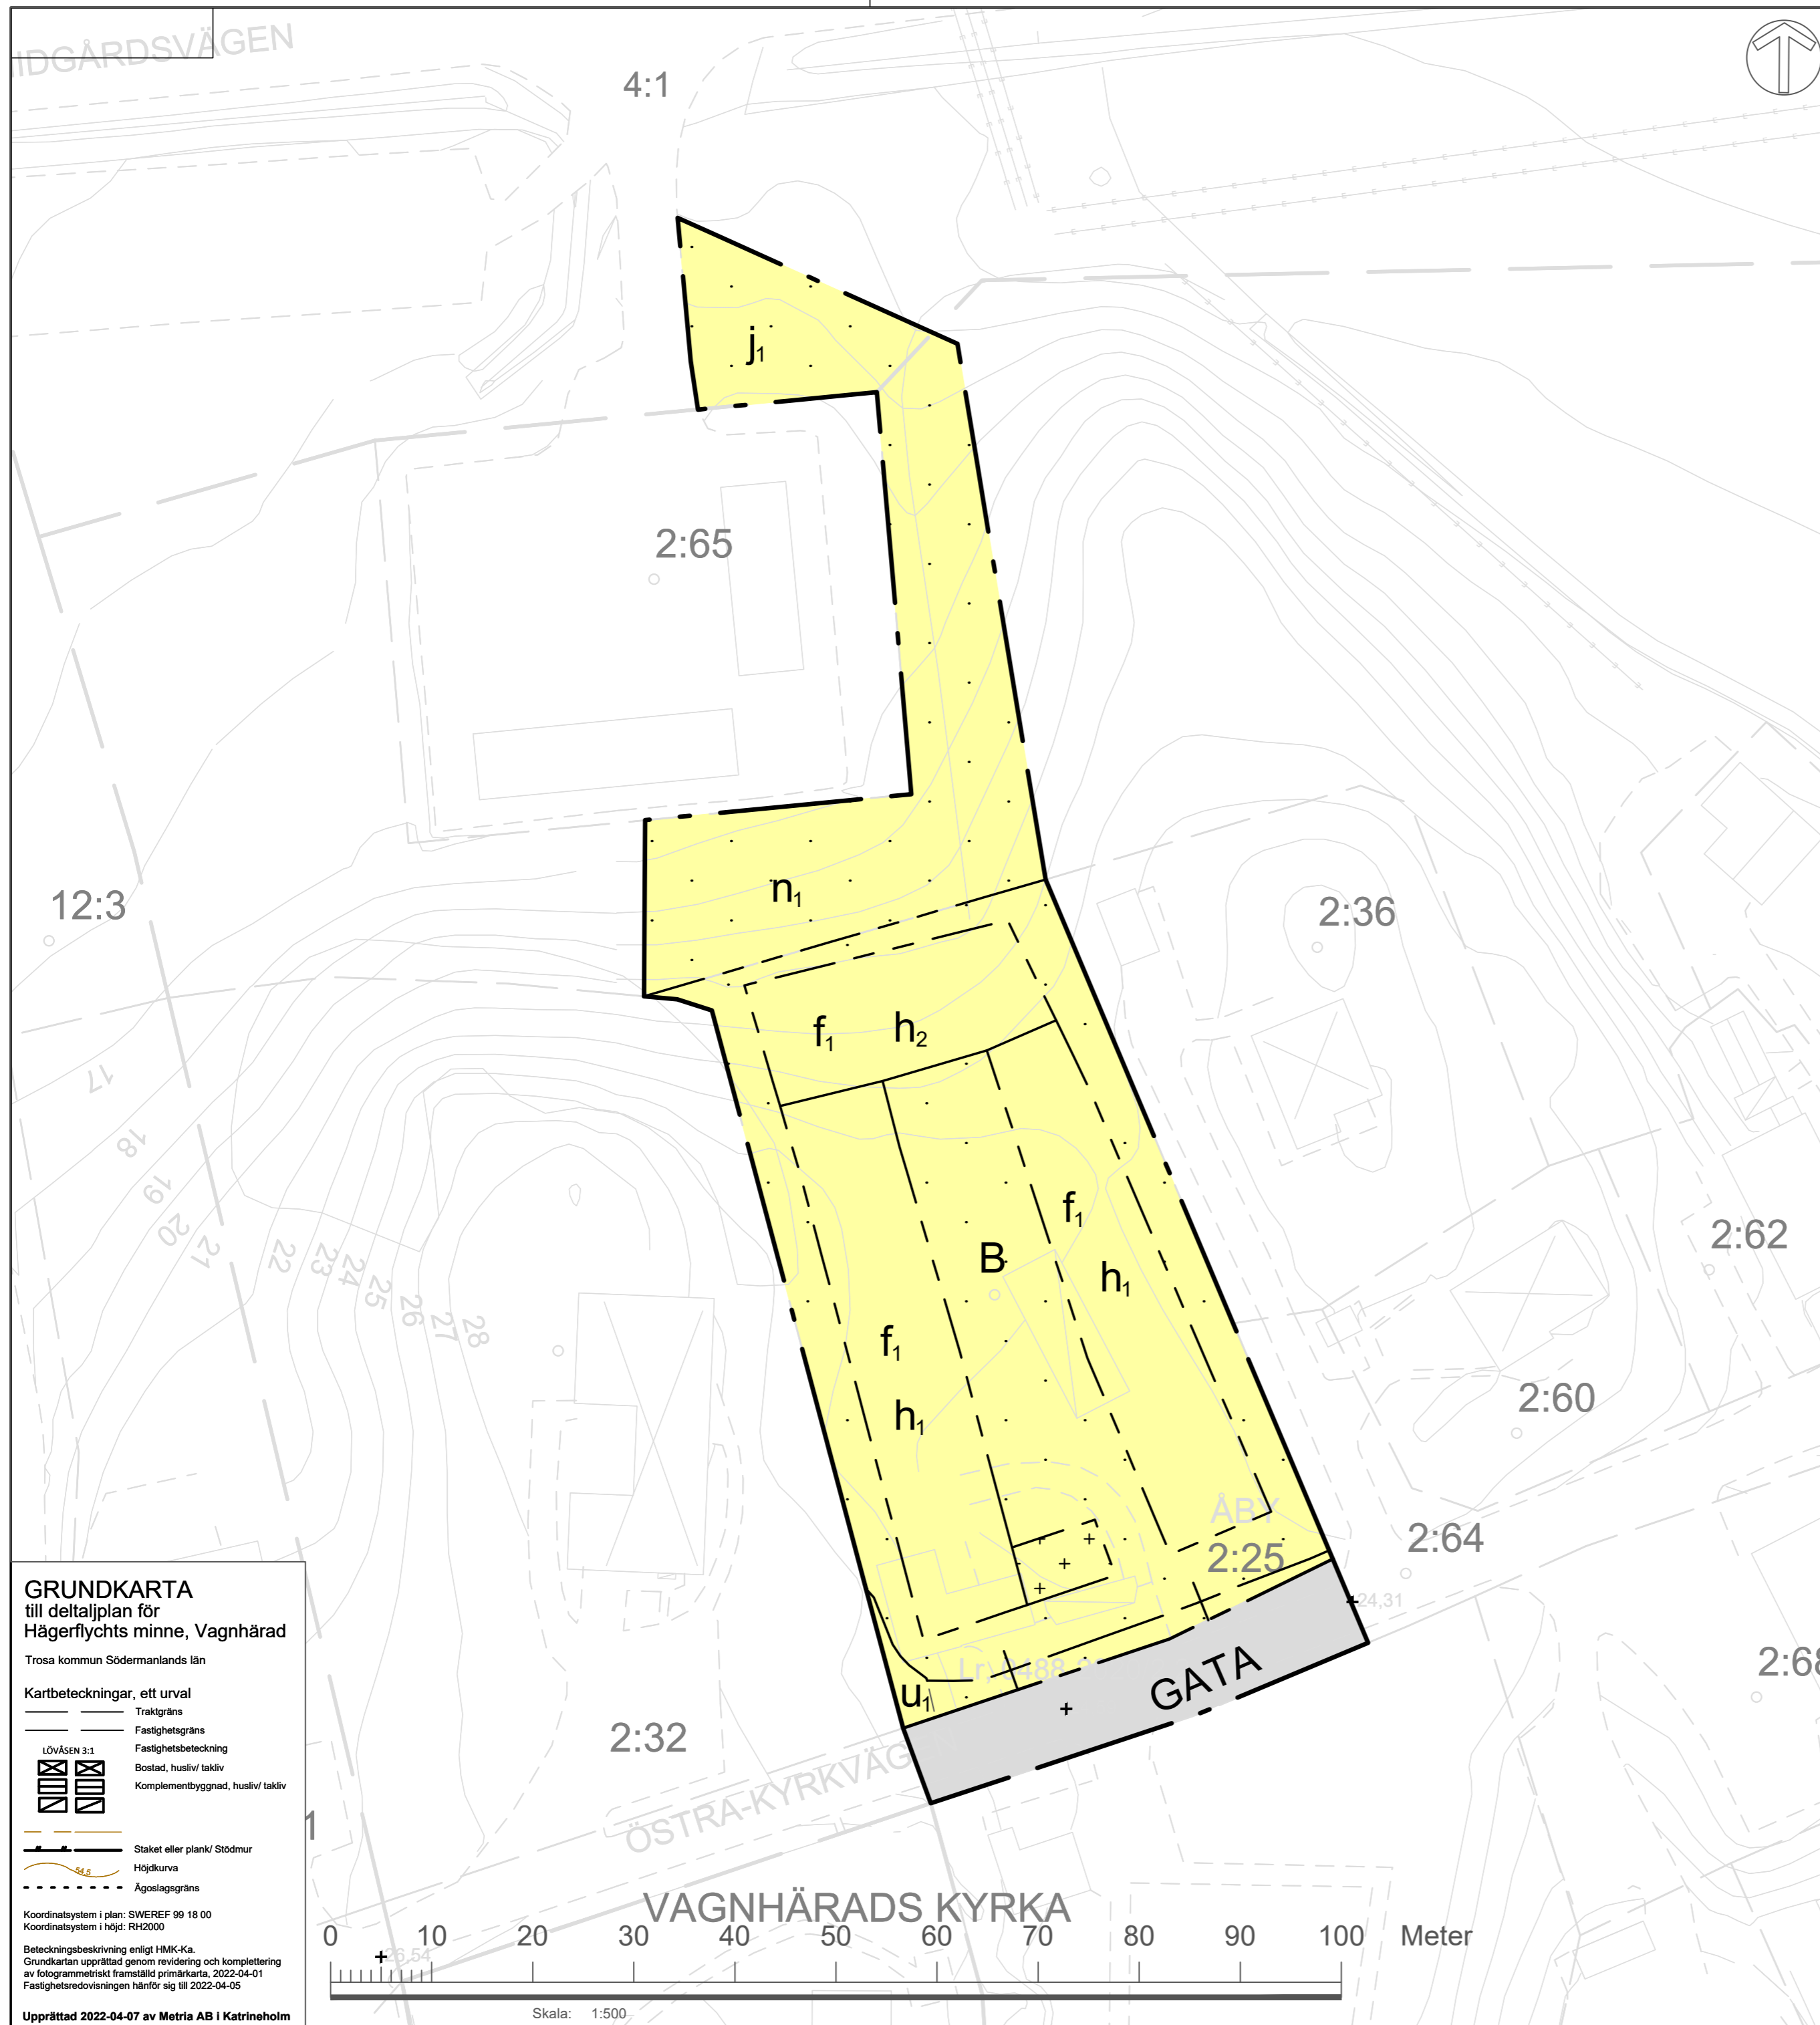 4:1
j₁
2:65
12:3
n₁
2:36
f₁ h₂
17
18
19
20
21
22
23
24
25
26
27
28
f₁
B
h₁
2:62
f₁
h₁
2:60
ÅBY
2:25
2:64
24,31
GATA
u₁
2:32
ÖSTRA-KYRKVÄGEN
VAGNHÄRADS KYRKA
GRUNDKARTA
till deltaljplan för
Hägerflychts minne, Vagnhärad
Trosa kommun Södermanlands län
Kartbeteckningar, ett urval
Traktgräns
Fastighetsgräns
LÖVÅSEN 3:1 Fastighetsbeteckning
Bostad, husliv/ takliv
Komplementbyggnad, husliv/ takliv
Staket eller plank/ Stödmur
54.5 Höjdkurva
Ägoslagsgräns
Koordinatsystem i plan: SWEREF 99 18 00
Koordinatsystem i höjd: RH2000
Beteckningsbeskrivning enligt HMK-Ka.
Grundkartan upprättad genom revidering och komplettering
av fotogrammetriskt framställd primärkarta, 2022-04-01
Fastighetsredovisningen hänför sig till 2022-04-05
Upprättad 2022-04-07 av Metria AB i Katrineholm
0 10 20 30 40 50 60 70 80 90 100 Meter
26,54
Skala: 1:500